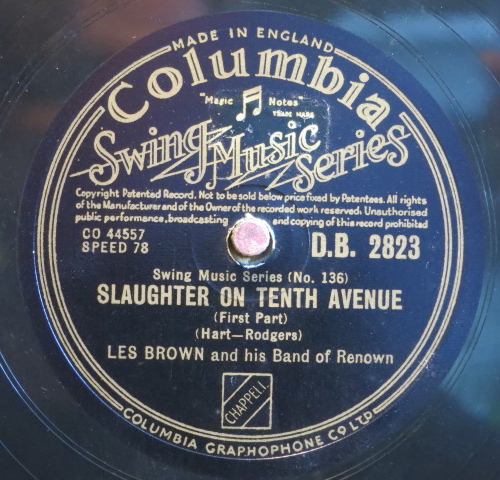 MADE IN ENGLAND
Columbia
"Magic Notes"
TRADE MARK
Swing Music Series
Copyright Patented Record. Not to be sold below price fixed by Patentees. All rights
of the Manufacturer and of the Owner of the recorded work reserved. Unauthorised
public performance, broadcasting and copying of this record prohibited
CO 44557
SPEED 78
D.B. 2823
Swing Music Series (No. 136)
SLAUGHTER ON TENTH AVENUE
(First Part)
(Hart—Rodgers)
LES BROWN and his Band of Renown
CHAPPELL
COLUMBIA GRAPHOPHONE CO LTD